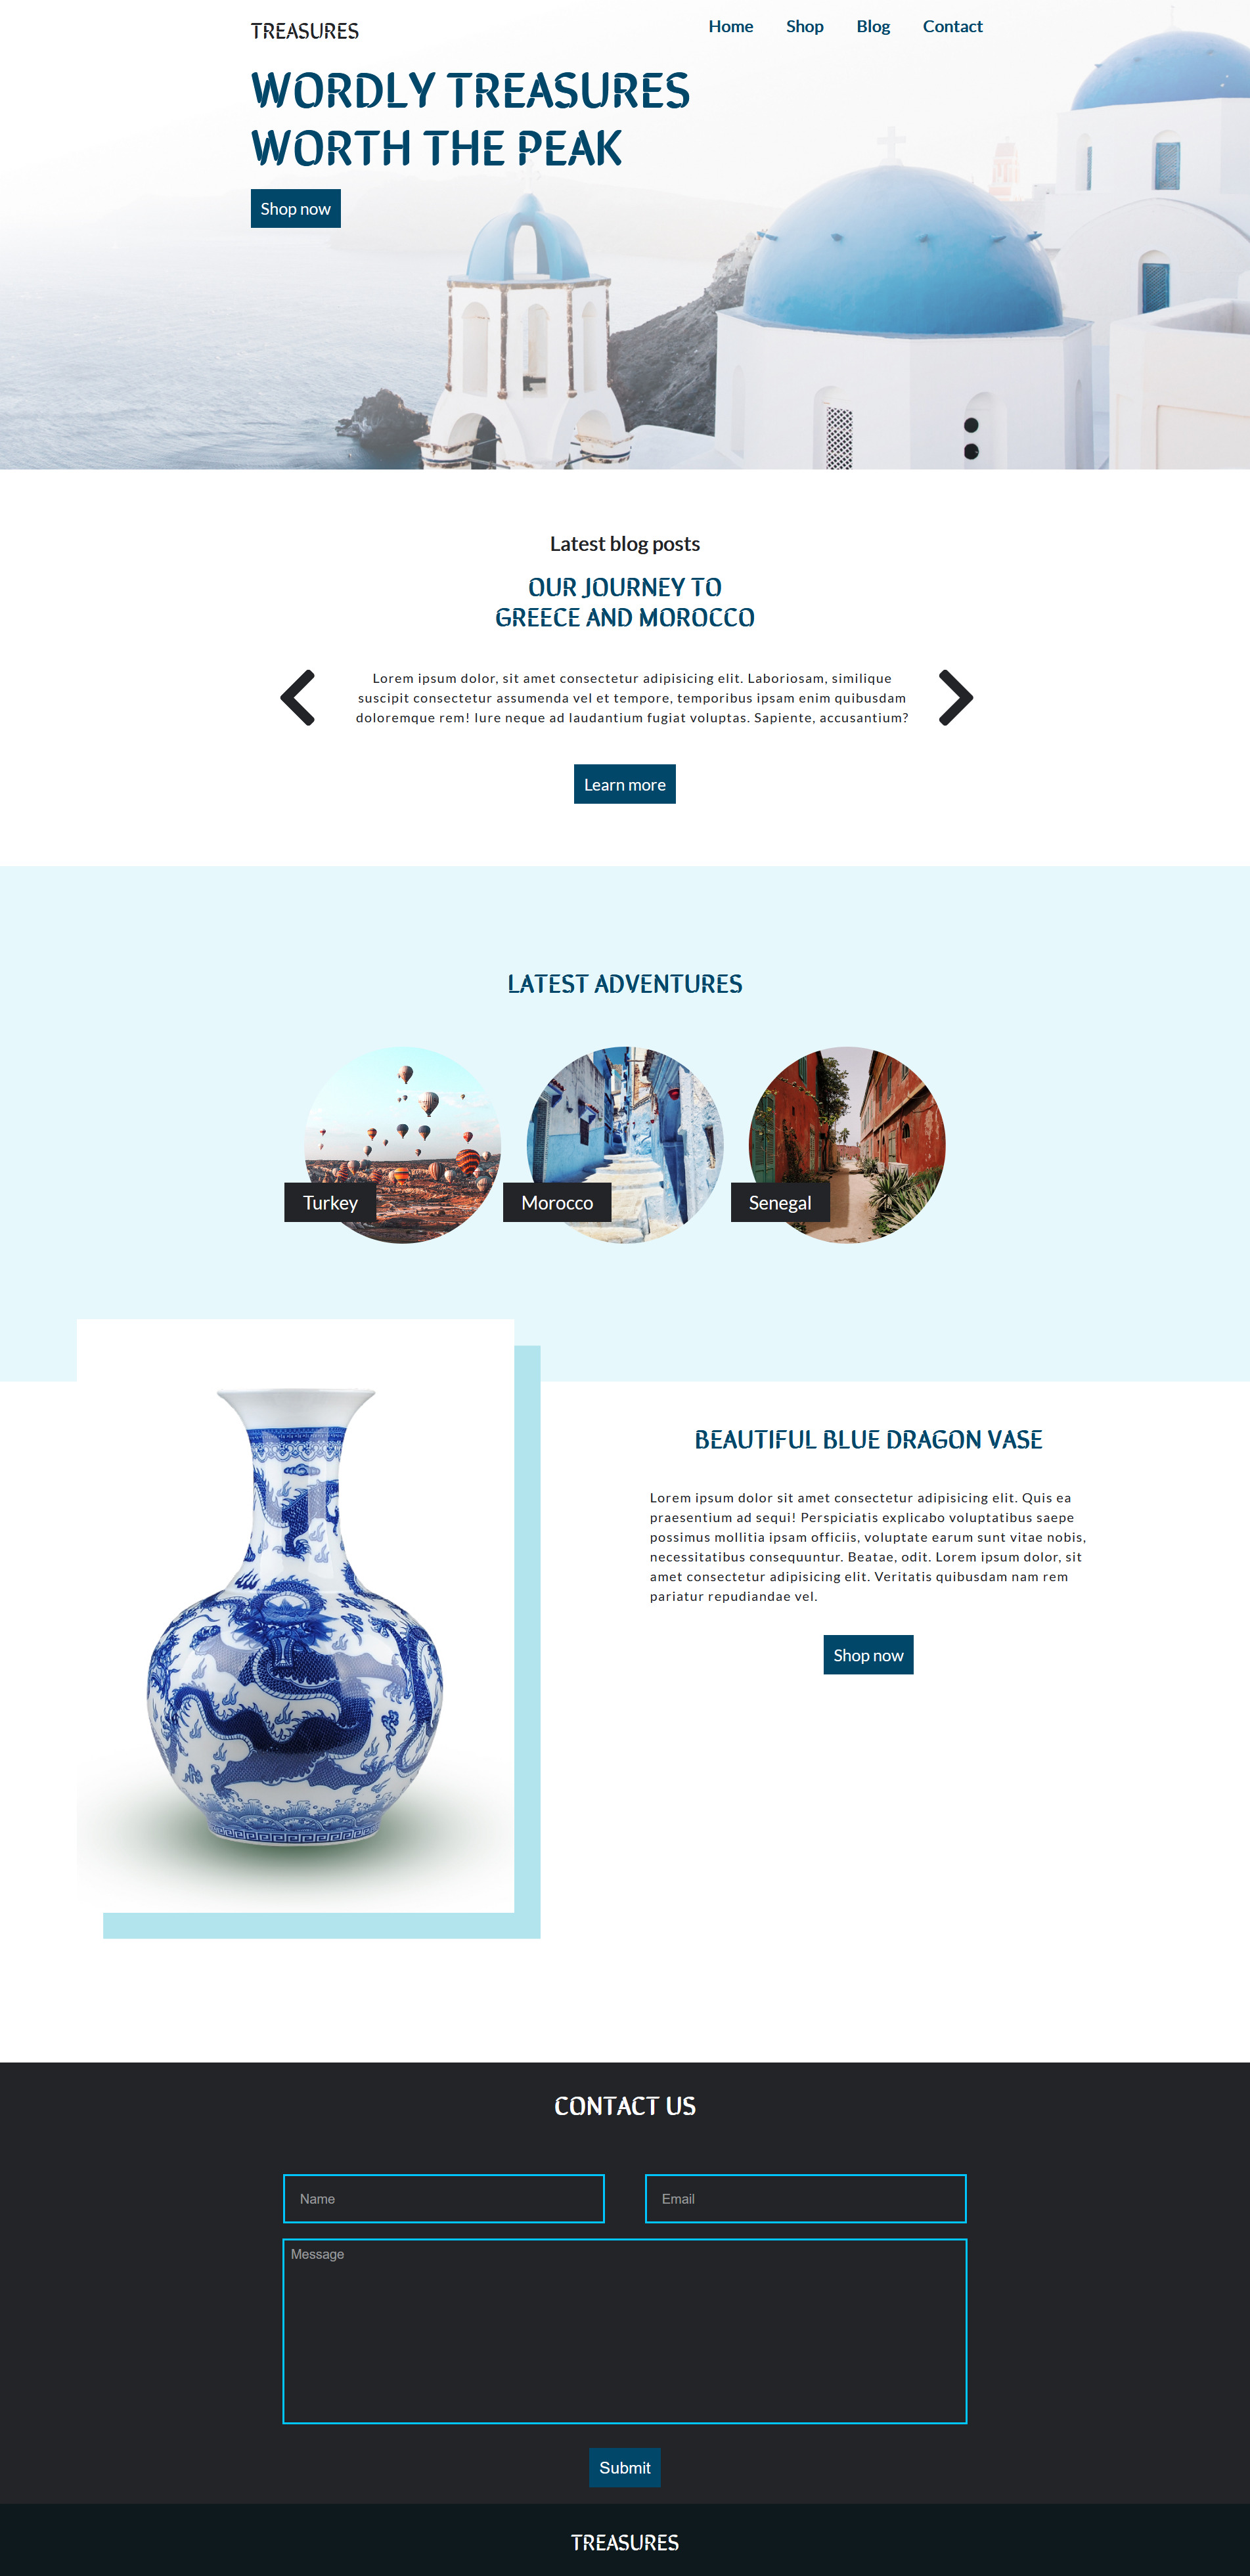 TREASURES
Home Shop Blog Contact
WORDLY TREASURES
WORTH THE PEAK
Shop now
Latest blog posts
OUR JOURNEY TO
GREECE AND MOROCCO
Lorem ipsum dolor, sit amet consectetur adipisicing elit. Laboriosam, similique
suscipit consectetur assumenda vel et tempore, temporibus ipsam enim quibusdam
doloremque rem! Iure neque ad laudantium fugiat voluptas. Sapiente, accusantium?
Learn more
LATEST ADVENTURES
Turkey
Morocco
Senegal
BEAUTIFUL BLUE DRAGON VASE
Lorem ipsum dolor sit amet consectetur adipisicing elit. Quis ea
praesentium ad sequi! Perspiciatis explicabo voluptatibus saepe
possimus mollitia ipsam officiis, voluptate earum sunt vitae nobis,
necessitatibus consequuntur. Beatae, odit. Lorem ipsum dolor, sit
amet consectetur adipisicing elit. Veritatis quibusdam nam rem
pariatur repudiandae vel.
Shop now
CONTACT US
Name
Email
Message
Submit
TREASURES